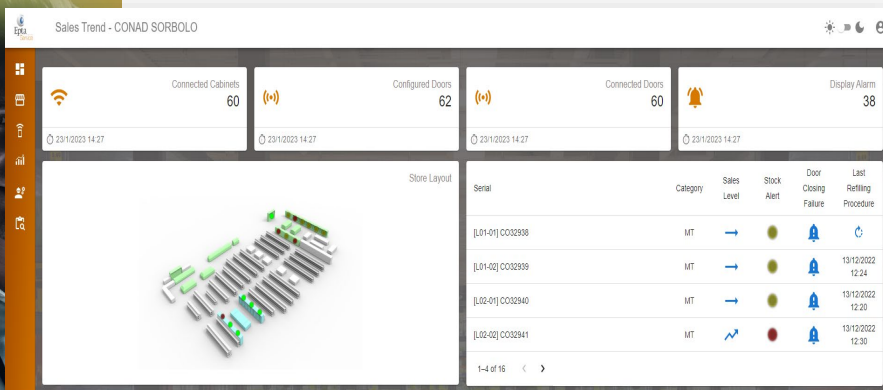 Epta
Service
Sales Trend - CONAD SORBOLO
Connected Cabinets
60
23/1/2023 14:27
Configured Doors
62
23/1/2023 14:27
Connected Doors
60
23/1/2023 14:27
Display Alarm
38
23/1/2023 14:27
Store Layout
Serial Category Sales Level Stock Alert Door Closing Failure Last Refilling Procedure
[L01-01] CO32938 MT
[L01-02] CO32939 MT 13/12/2022 12:24
[L02-01] CO32940 MT 13/12/2022 12:20
[L02-02] CO32941 MT 13/12/2022 12:30
1–4 of 16